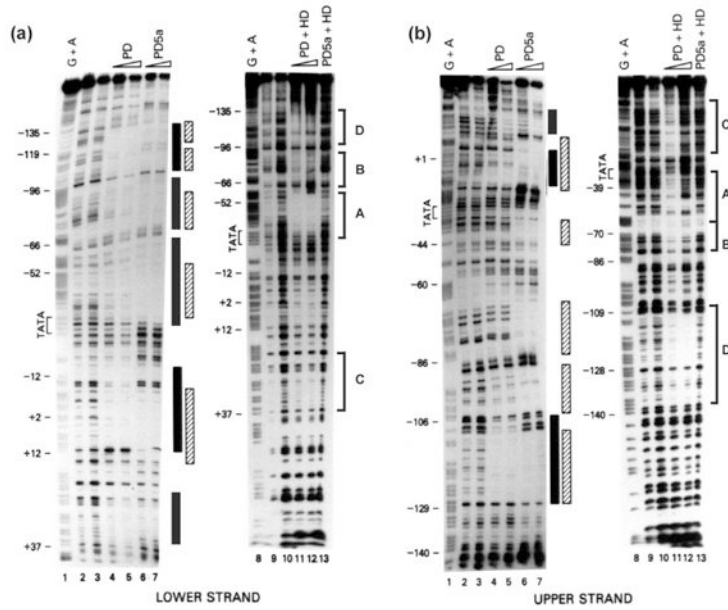 (a)
G + A
PD
PD5a
G + A
PD + HD
PD5a + HD
-135
-119
-96
-66
-52
TATA
-12
+2
+12
+37
1 2 3 4 5 6 7
-135
-96
-66
-52
TATA
-12
+2
+12
+37
D
B
A
C
8 9 10 11 12 13
LOWER STRAND
(b)
G + A
PD
PD5a
G + A
PD + HD
PD5a + HD
+1
TATA
-44
-60
-86
-106
-129
-140
1 2 3 4 5 6 7
TATA
-39
-70
-86
-109
-128
-140
C
A
B
D
8 9 10 11 12 13
UPPER STRAND